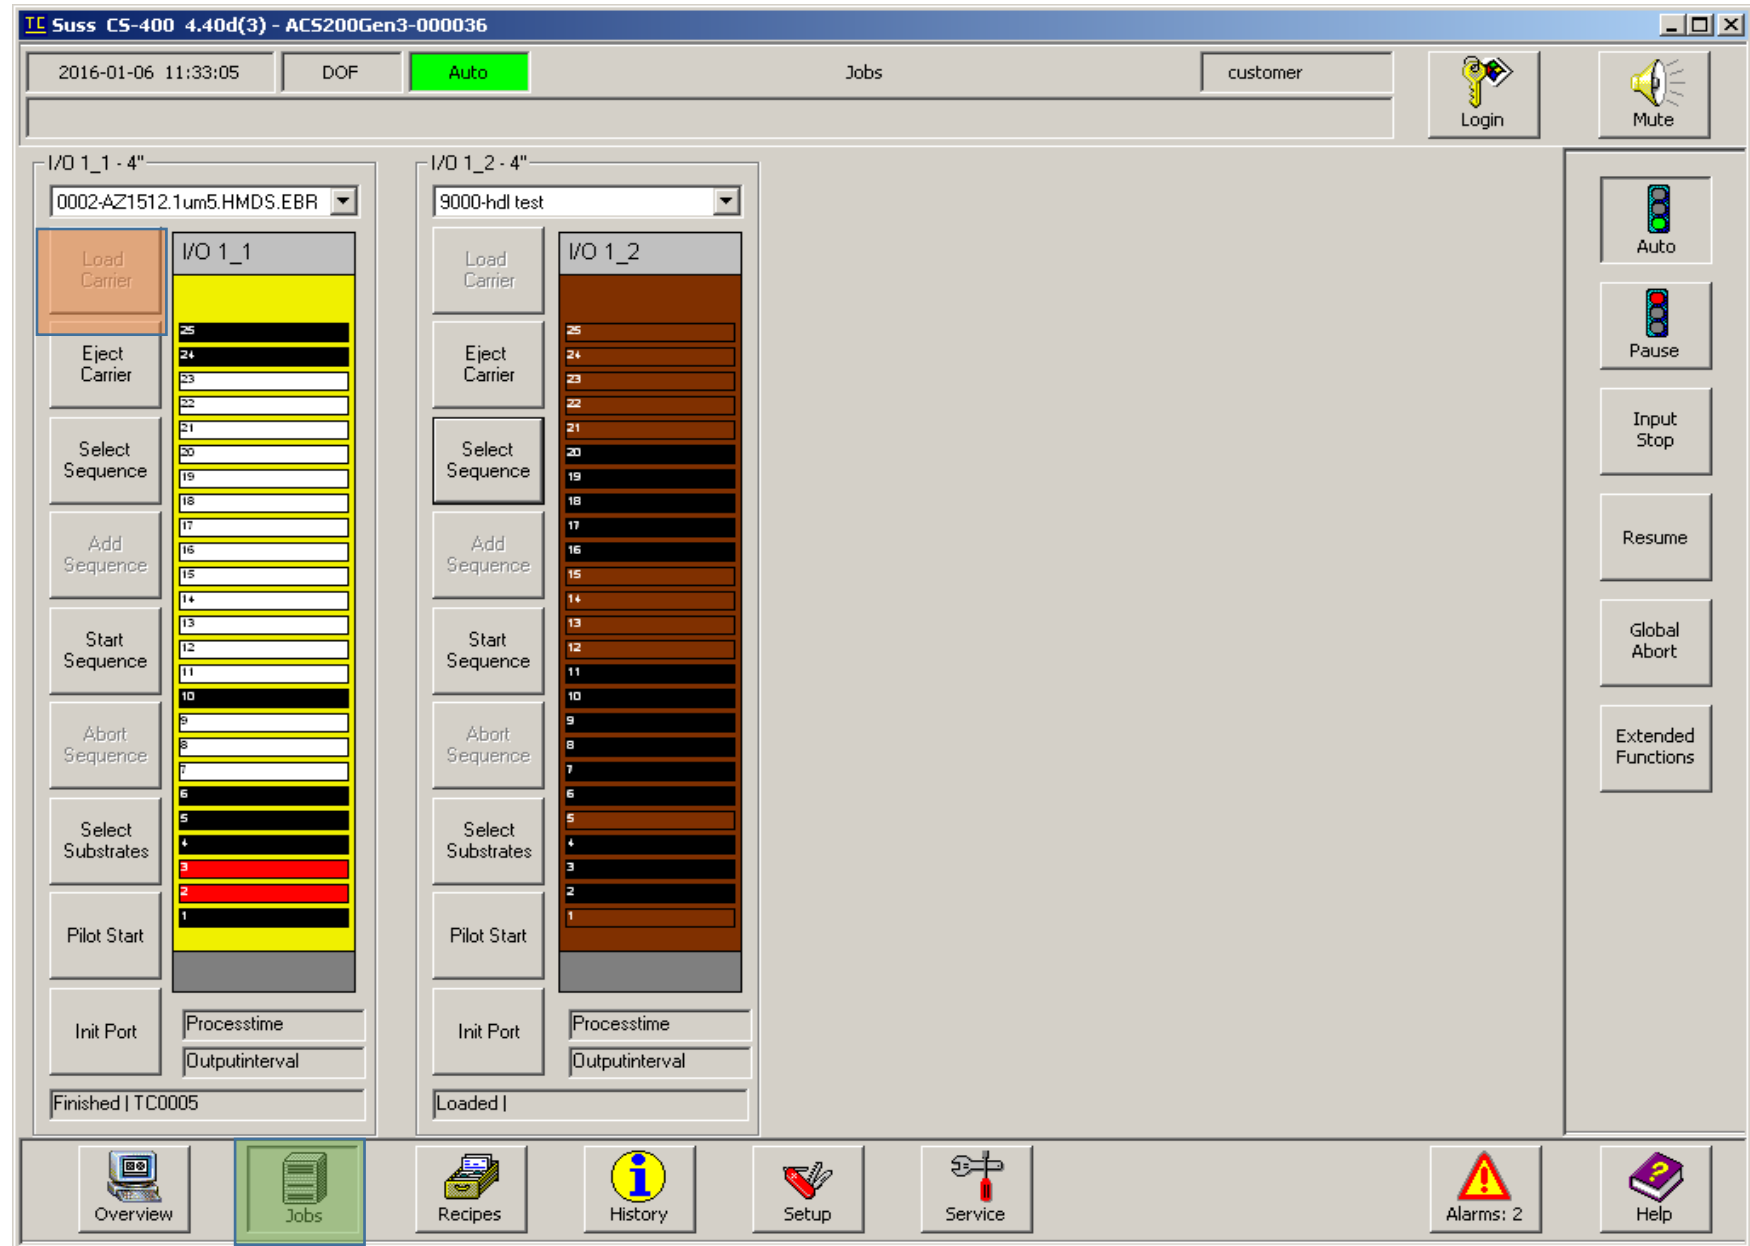 TC Suss CS-400 4.40d(3) - ACS200Gen3-000036
2016-01-06 11:33:05 DOF Auto Jobs customer
Login Mute
I/O 1_1 - 4" I/O 1_2 - 4"
0002-AZ1512.1um5.HMDS.EBR 9000-hdl test
Load
Carrier
Eject
Carrier
Select
Sequence
Add
Sequence
Start
Sequence
Abort
Sequence
Select
Substrates
Pilot Start
Init Port
I/O 1_1
25
24
23
22
21
20
19
18
17
16
15
14
13
12
11
10
9
8
7
6
5
4
3
2
1
Processtime
Outputinterval
Finished | TC0005
Load
Carrier
Eject
Carrier
Select
Sequence
Add
Sequence
Start
Sequence
Abort
Sequence
Select
Substrates
Pilot Start
Init Port
I/O 1_2
25
24
23
22
21
20
19
18
17
16
15
14
13
12
11
10
9
8
7
6
5
4
3
2
1
Processtime
Outputinterval
Loaded |
Auto
Pause
Input
Stop
Resume
Global
Abort
Extended
Functions
Overview Jobs Recipes History Setup Service Alarms: 2 Help